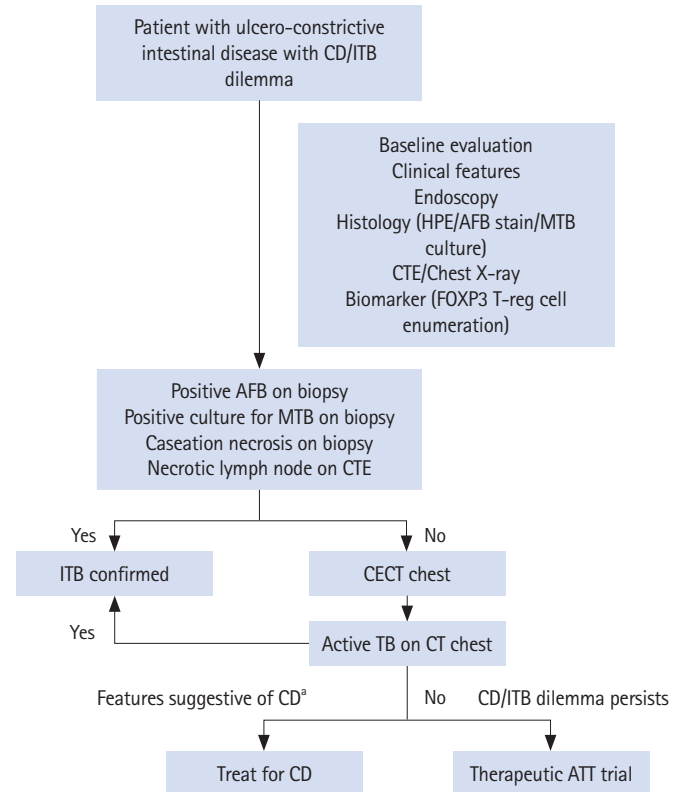 Patient with ulcero-constrictive
intestinal disease with CD/ITB
dilemma
Baseline evaluation
Clinical features
Endoscopy
Histology (HPE/AFB stain/MTB
culture)
CTE/Chest X-ray
Biomarker (FOXP3 T-reg cell
enumeration)
Positive AFB on biopsy
Positive culture for MTB on biopsy
Caseation necrosis on biopsy
Necrotic lymph node on CTE
Yes
No
ITB confirmed
CECT chest
Yes
Active TB on CT chest
Features suggestive of CDᵃ
No
CD/ITB dilemma persists
Treat for CD
Therapeutic ATT trial